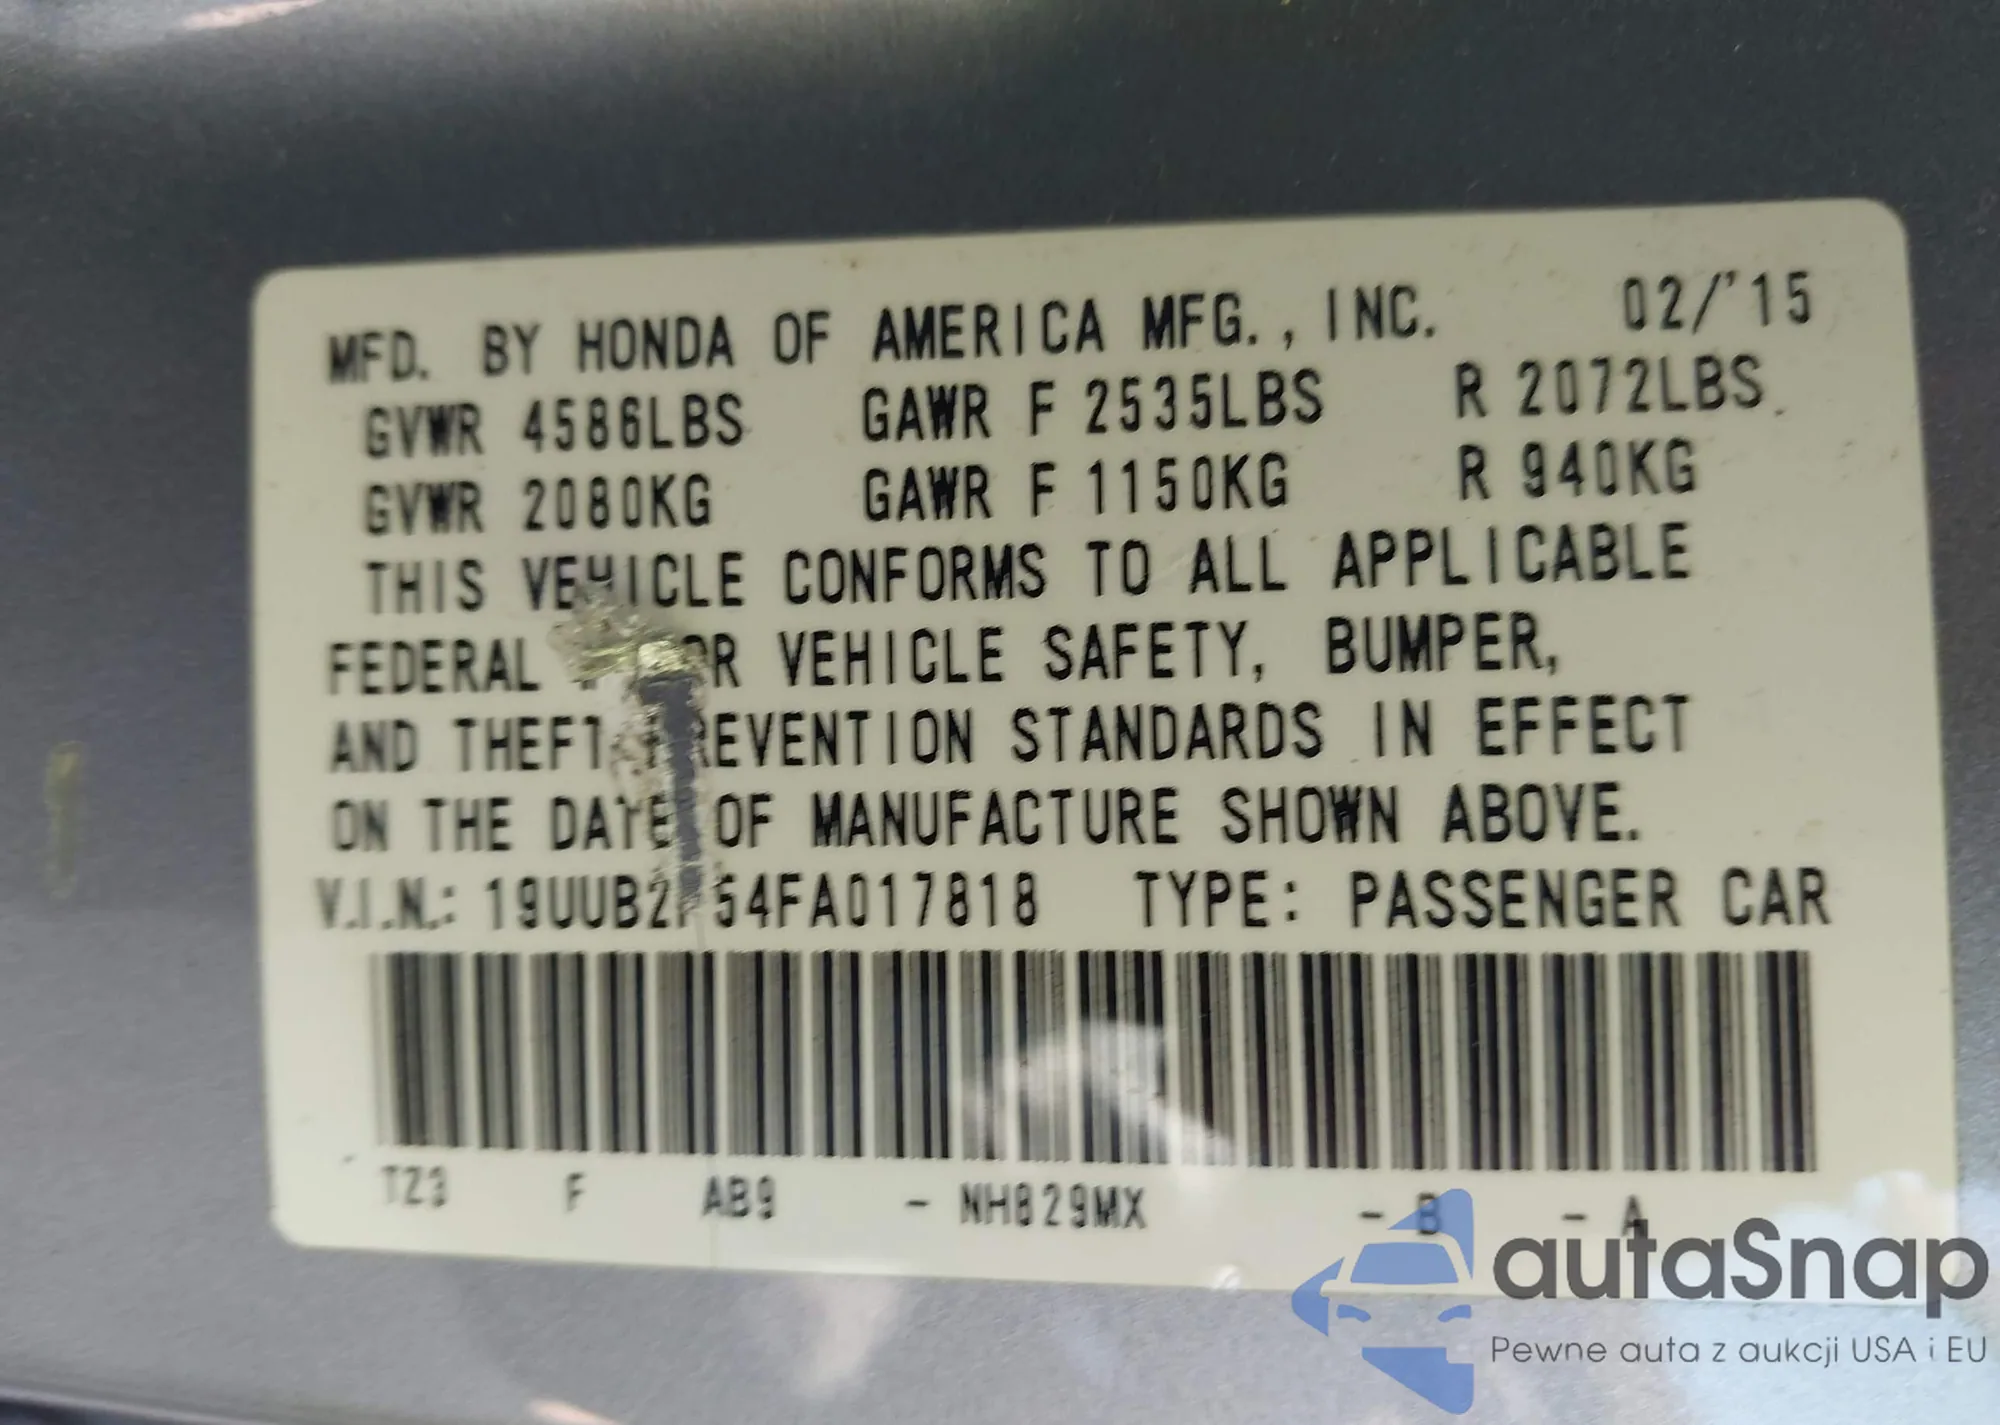 MFD. BY HONDA OF AMERICA MFG., INC. 02/'15
GVWR 4586LBS GAWR F 2535LBS R 2072LBS
GVWR 2080KG GAWR F 1150KG R 940KG
THIS VEHICLE CONFORMS TO ALL APPLICABLE
FEDERAL VEHICLE SAFETY, BUMPER,
AND THEFT PREVENTION STANDARDS IN EFFECT
ON THE DATE OF MANUFACTURE SHOWN ABOVE.
V.I.N.: TYPE: PASSENGER CAR
TZ3 F AB9 - NH829MX - B - A
autaSnap
Pewne auta z aukcji USA i EU